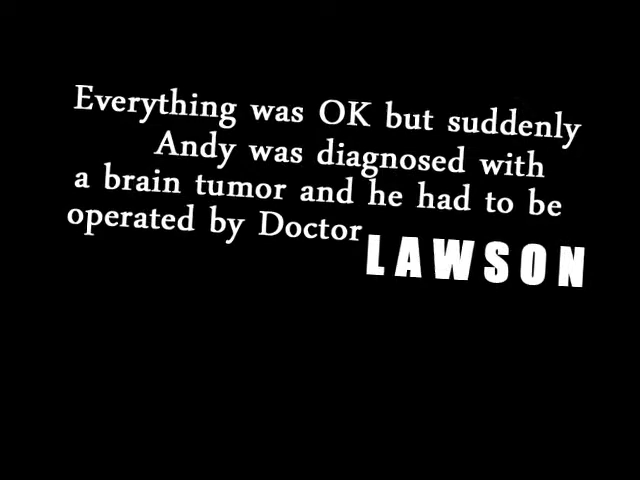 Everything was OK but suddenly
Andy was diagnosed with
a brain tumor and he had to be
operated by Doctor LAWSON